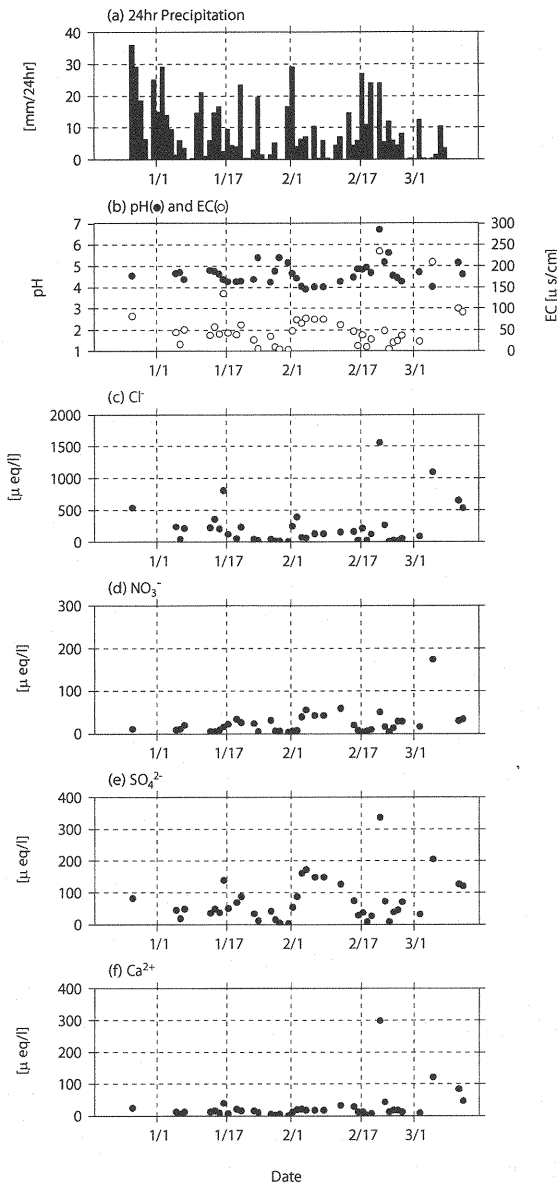 (a) 24hr Precipitation
[mm/24hr]
40
30
20
10
0
1/1 1/17 2/1 2/17 3/1
(b) pH(●) and EC(○)
pH
7
6
5
4
3
2
1
300
250
200
150
100
50
0
EC [μ s/cm]
1/1 1/17 2/1 2/17 3/1
(c) Cl⁻
[μ eq/l]
2000
1500
1000
500
0
1/1 1/17 2/1 2/17 3/1
(d) NO₃⁻
[μ eq/l]
300
200
100
0
1/1 1/17 2/1 2/17 3/1
(e) SO₄²⁻
[μ eq/l]
400
300
200
100
0
1/1 1/17 2/1 2/17 3/1
(f) Ca²⁺
[μ eq/l]
400
300
200
100
0
1/1 1/17 2/1 2/17 3/1
Date